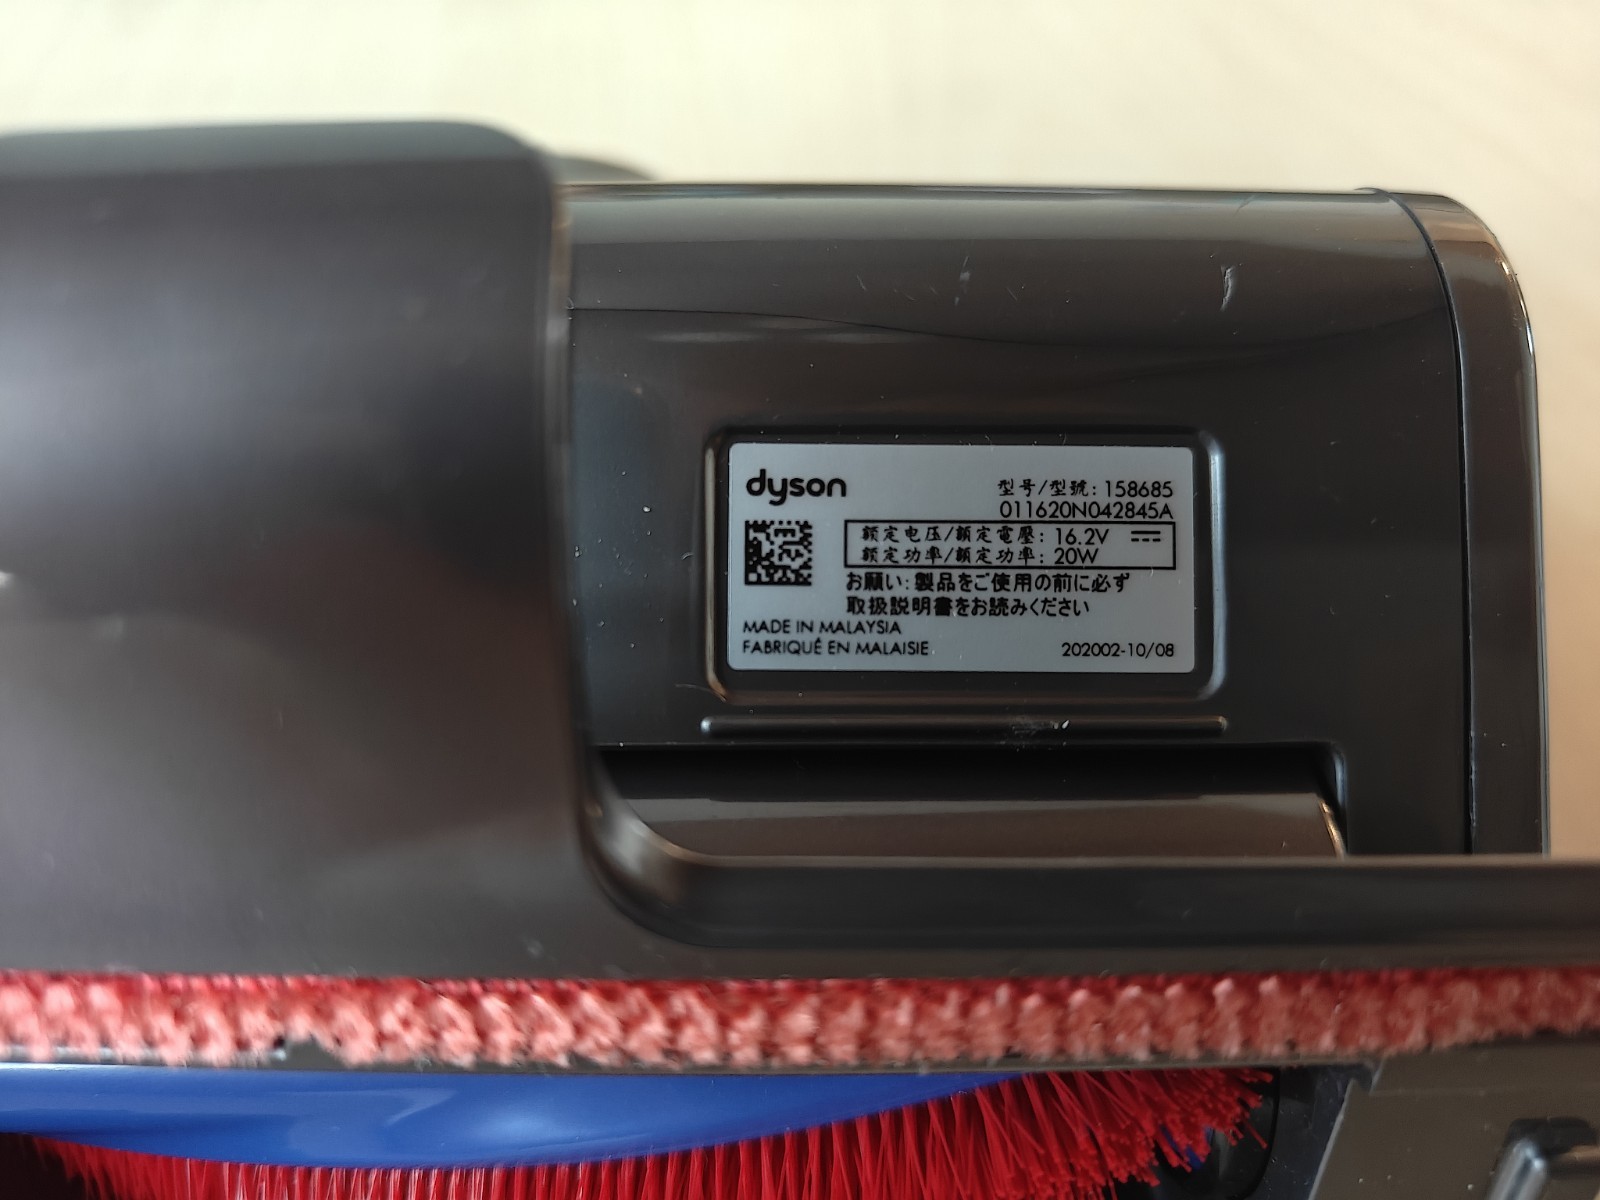 dyson
型号/型號: 158685
011620N042845A
额定电压/額定電壓: 16.2V
额定功率/額定功率: 20W
お願い:製品をご使用の前に必ず
取扱説明書をお読みください
MADE IN MALAYSIA
FABRIQUÉ EN MALAISIE
202002-10/08